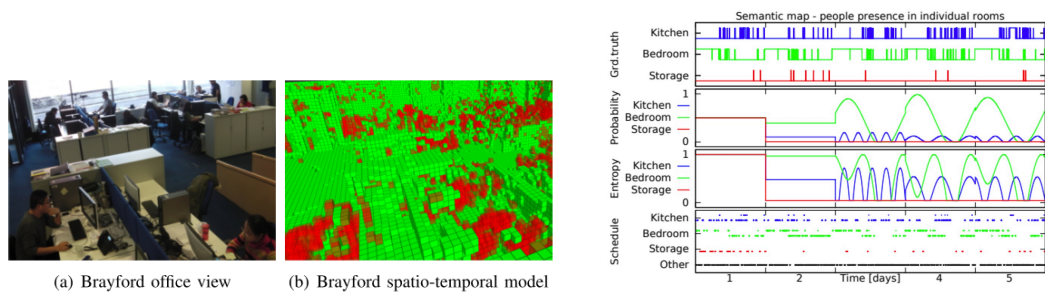 (a) Brayford office view
(b) Brayford spatio-temporal model
Semantic map - people presence in individual rooms
Grd.truth
Kitchen
Bedroom
Storage
Probability
1
Kitchen
Bedroom
Storage
0
Entropy
1
Kitchen
Bedroom
Storage
0
Schedule
Kitchen
Bedroom
Storage
Other
1 2 Time [days] 4 5